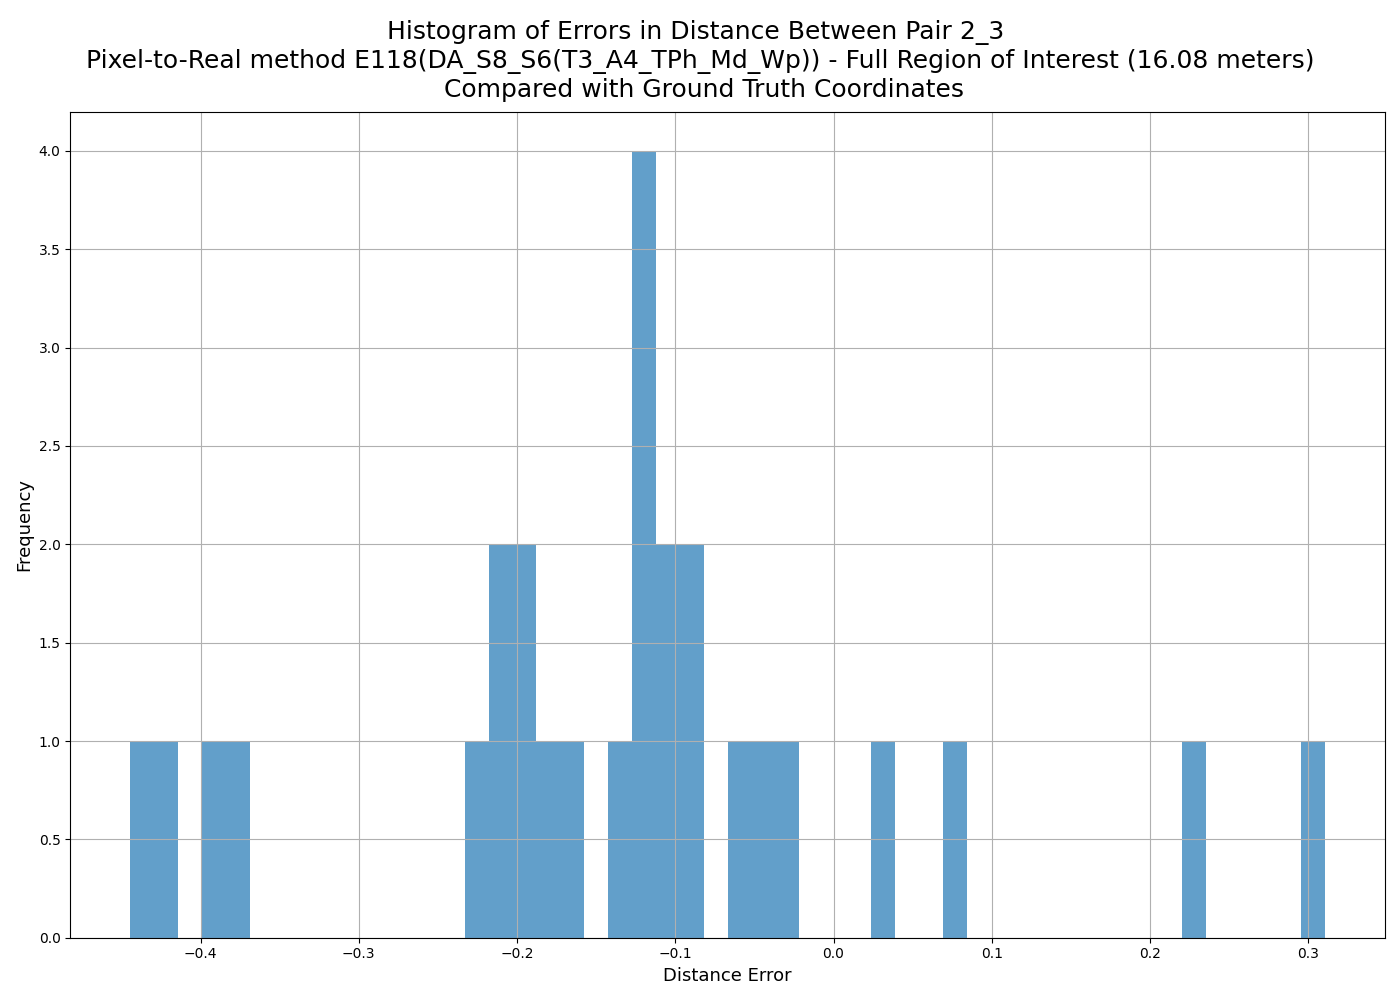 Histogram of Errors in Distance Between Pair 2_3
Pixel-to-Real method E118(DA_S8_S6(T3_A4_TPh_Md_Wp)) - Full Region of Interest (16.08 meters)
Compared with Ground Truth Coordinates
4.0
3.5
3.0
2.5
2.0
1.5
1.0
0.5
0.0
Frequency
−0.4 −0.3 −0.2 −0.1 0.0 0.1 0.2 0.3
Distance Error